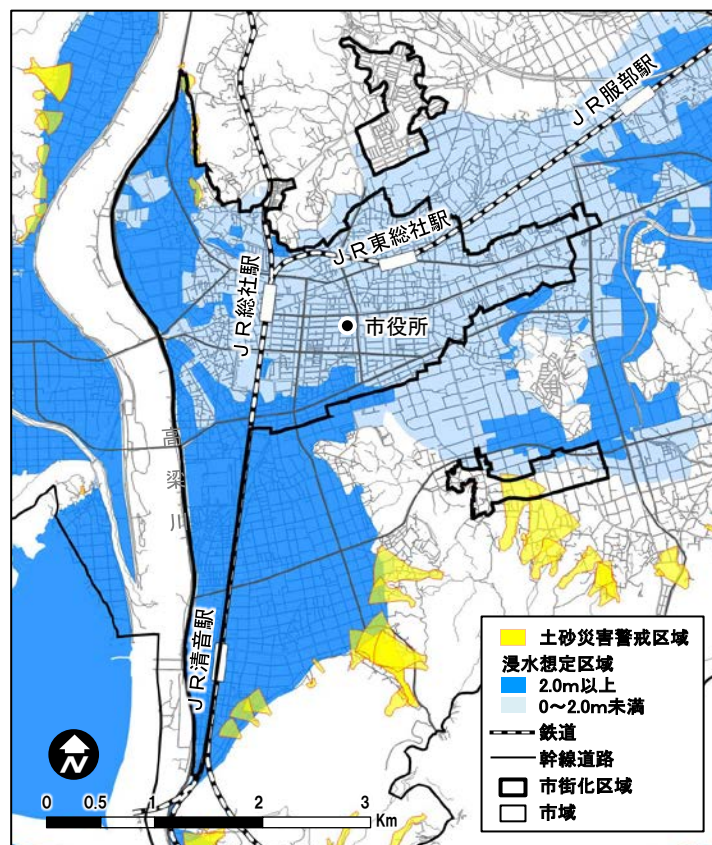 JR服部駅
JR東総社駅
JR総社駅
市役所
高梁川
JR清音駅
土砂災害警戒区域
浸水想定区域
2.0m以上
0～2.0m未満
鉄道
幹線道路
市街化区域
市域
N
0 0.5 1 2 3
Km